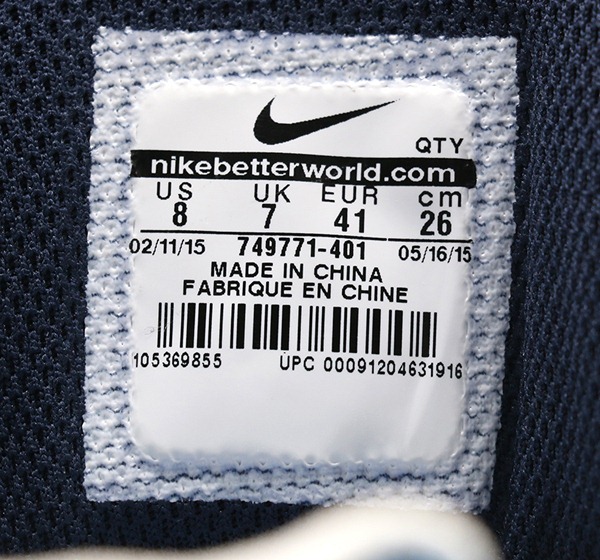 QTY
nikebetterworld.com
US UK EUR cm
8 7 41 26
02/11/15 749771-401 05/16/15
MADE IN CHINA
FABRIQUE EN CHINE
105369855 UPC 00091204631916